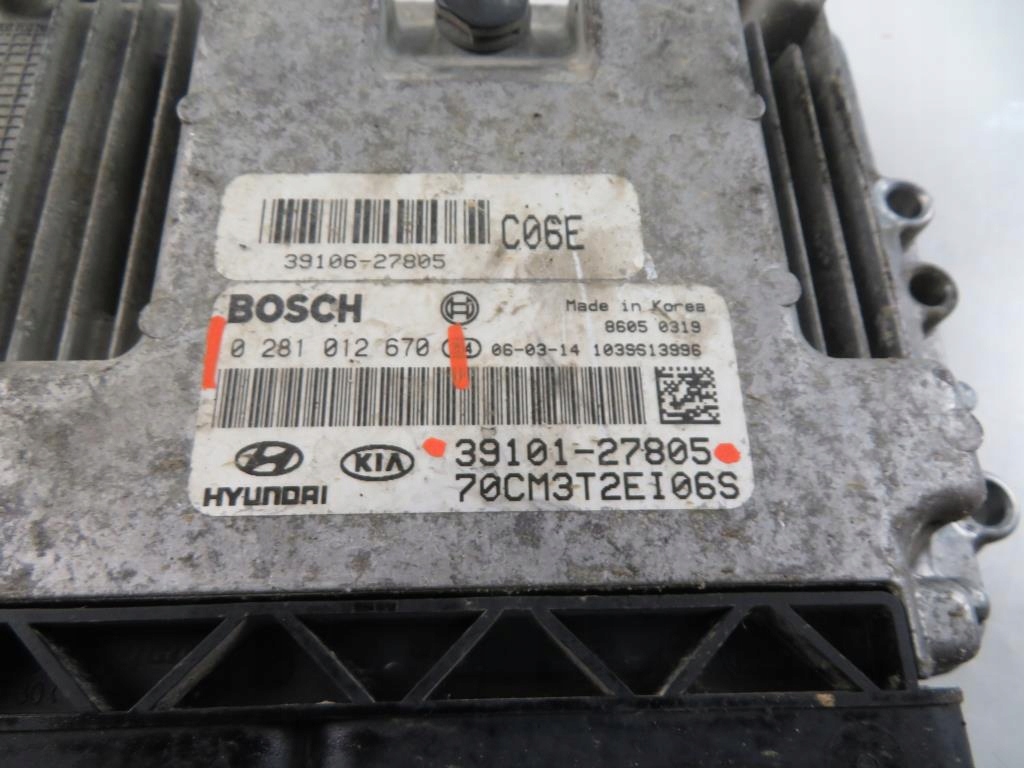 C06E
39106-27805
BOSCH
Made in Korea
8605 0319
0 281 012 670 06-03-14 1039613996
39101-27805
HYUNDAI KIA
70CM3T2EI06S